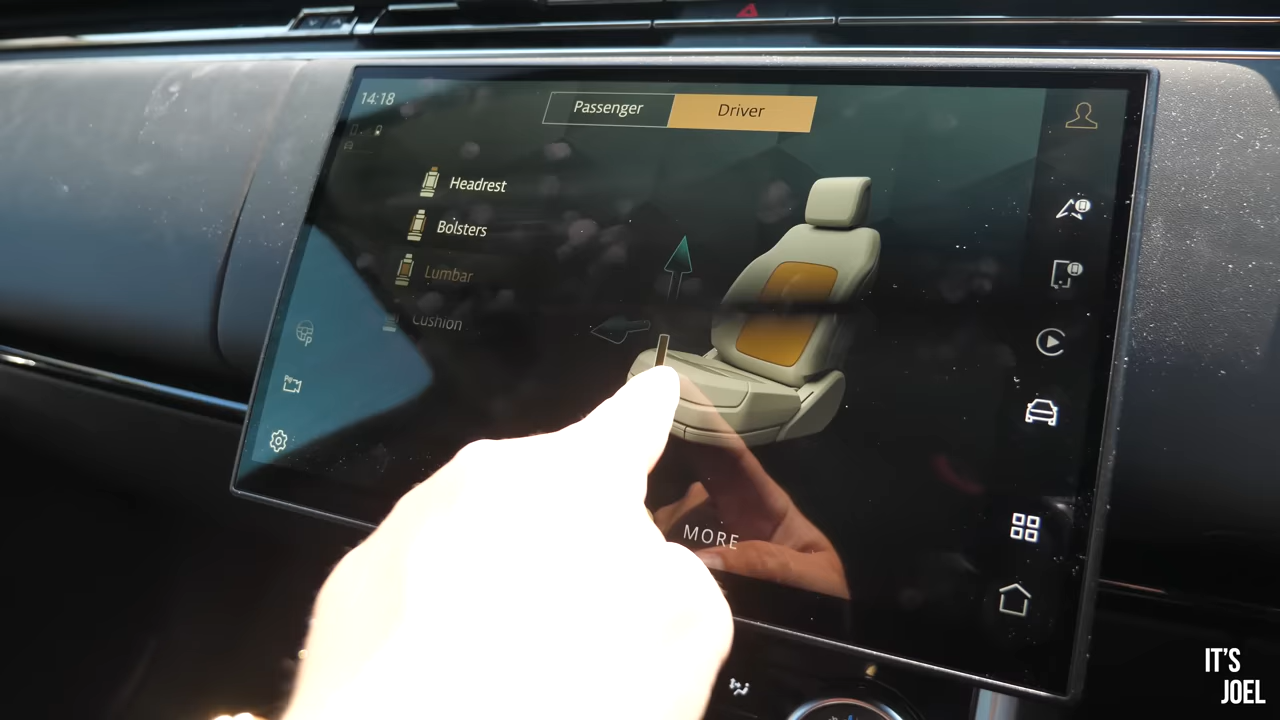 14:18
Passenger
Driver
Headrest
Bolsters
Lumbar
Cushion
MORE
IT'S
JOEL